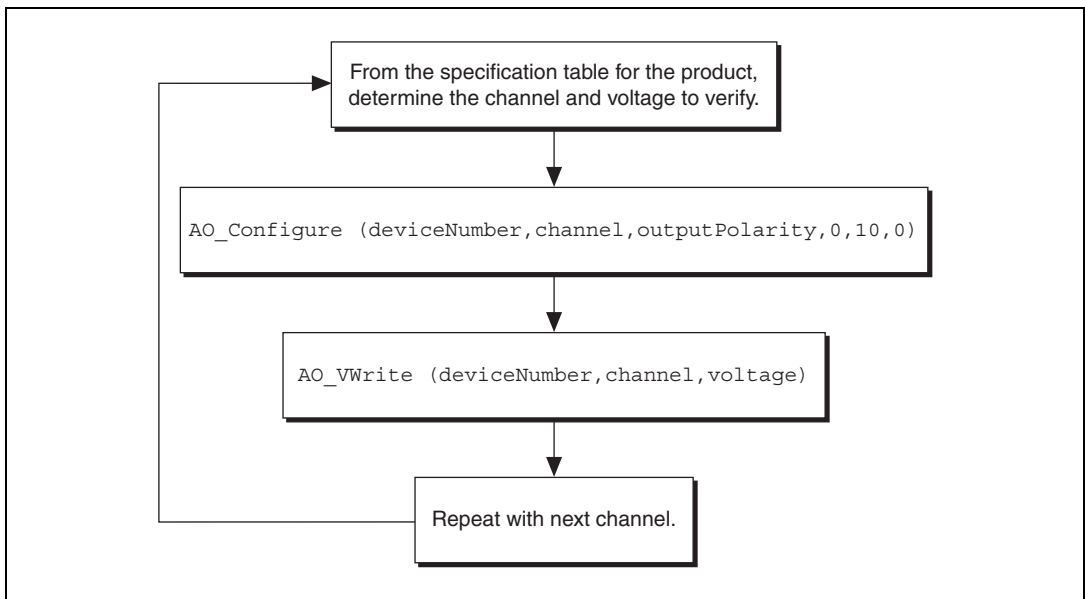 From the specification table for the product,
determine the channel and voltage to verify.
AO_Configure (deviceNumber,channel,outputPolarity,0,10,0)
AO_VWrite (deviceNumber,channel,voltage)
Repeat with next channel.